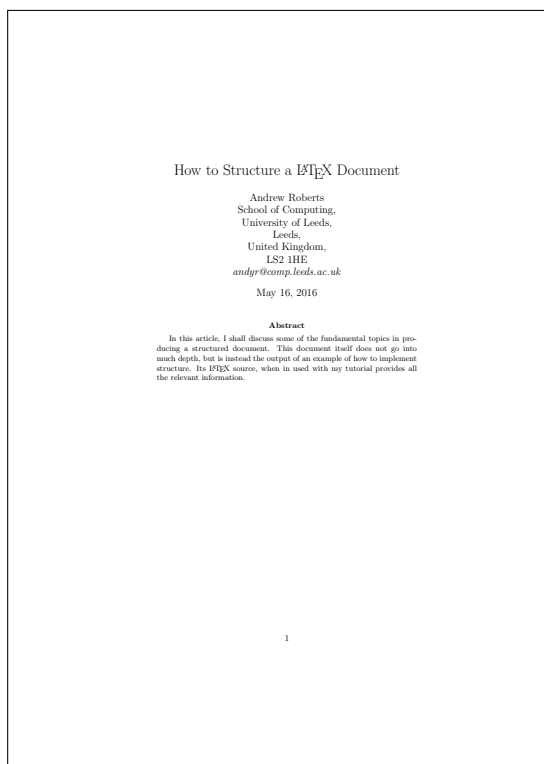 How to Structure a LATEX Document
Andrew Roberts
School of Computing,
University of Leeds,
Leeds,
United Kingdom,
LS2 1HE
andyr@comp.leeds.ac.uk
May 16, 2016
Abstract
In this article, I shall discuss some of the fundamental topics in pro-
ducing a structured document. This document itself does not go into
much depth, but is instead the output of an example of how to implement
structure. Its LATEX source, when in used with my tutorial provides all
the relevant information.
1